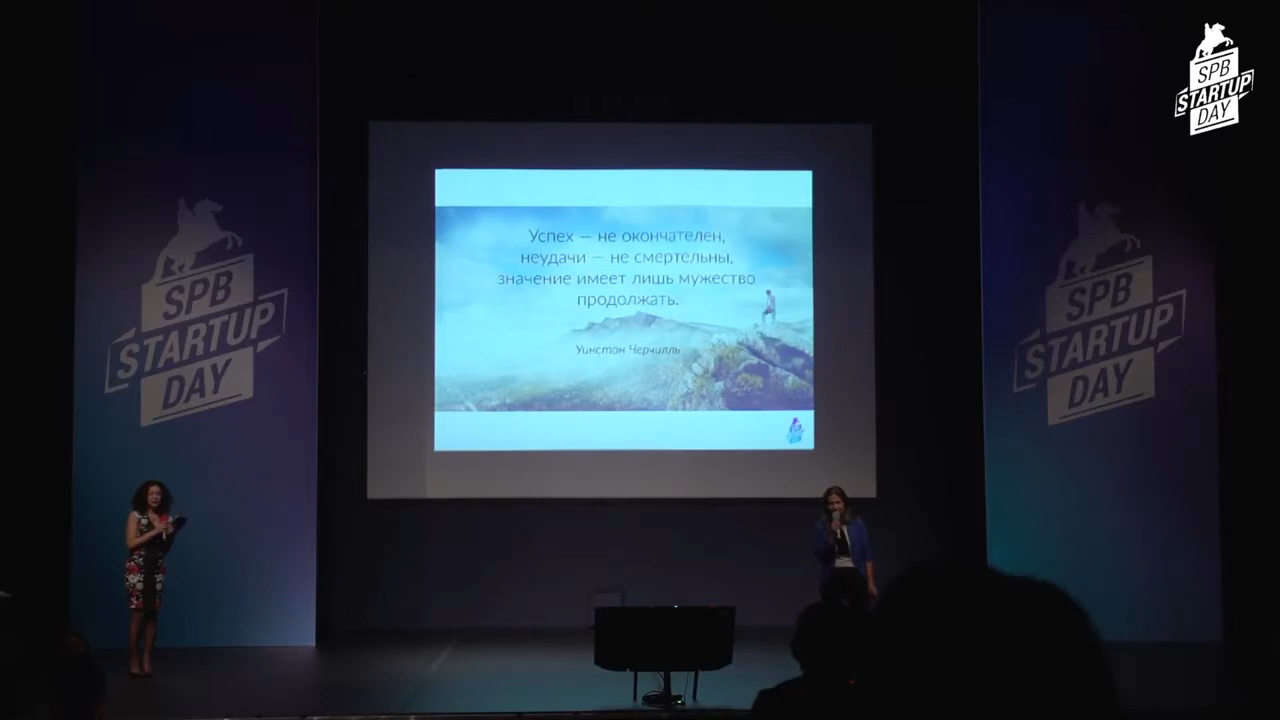 SPB
STARTUP
DAY
Успех — не окончателен,
неудачи — не смертельны,
значение имеет лишь мужество
продолжать.
Уинстон Черчилль
SPB
STARTUP
DAY
SPB
STARTUP
DAY